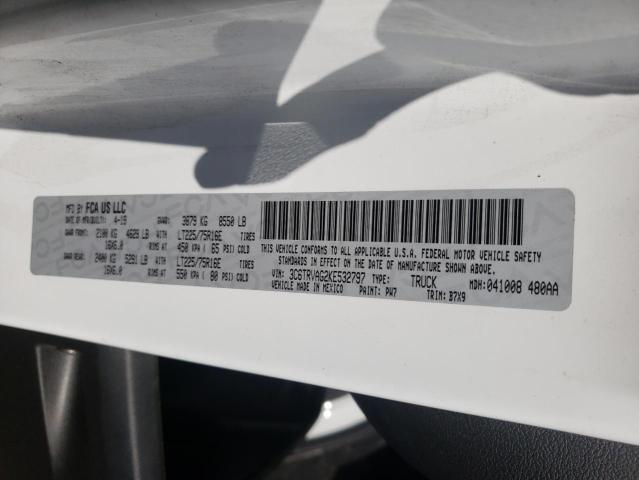 MFD BY FCA US LLC
DATE OF MFR/BUILT: 4-19 GVWR: 3879 KG 8550 LB
GAWR FRONT: 2100 KG 4629 LB WITH LT225/75R16E TIRES
16X6.0 RIMS AT 450 KPA ( 65 PSI) COLD
GAWR REAR: 2400 KG 5291 LB WITH LT225/75R16E TIRES
16X6.0 RIMS AT 550 KPA ( 80 PSI) COLD
THIS VEHICLE CONFORMS TO ALL APPLICABLE U.S.A. FEDERAL MOTOR VEHICLE SAFETY
STANDARDS IN EFFECT ON THE DATE OF MANUFACTURE SHOWN ABOVE.
VIN: 3C6TRVAG2KE532797 TYPE: TRUCK MDH: 041008 480AA
VEHICLE MADE IN MEXICO PAINT: PW7 TRIM: B7X9